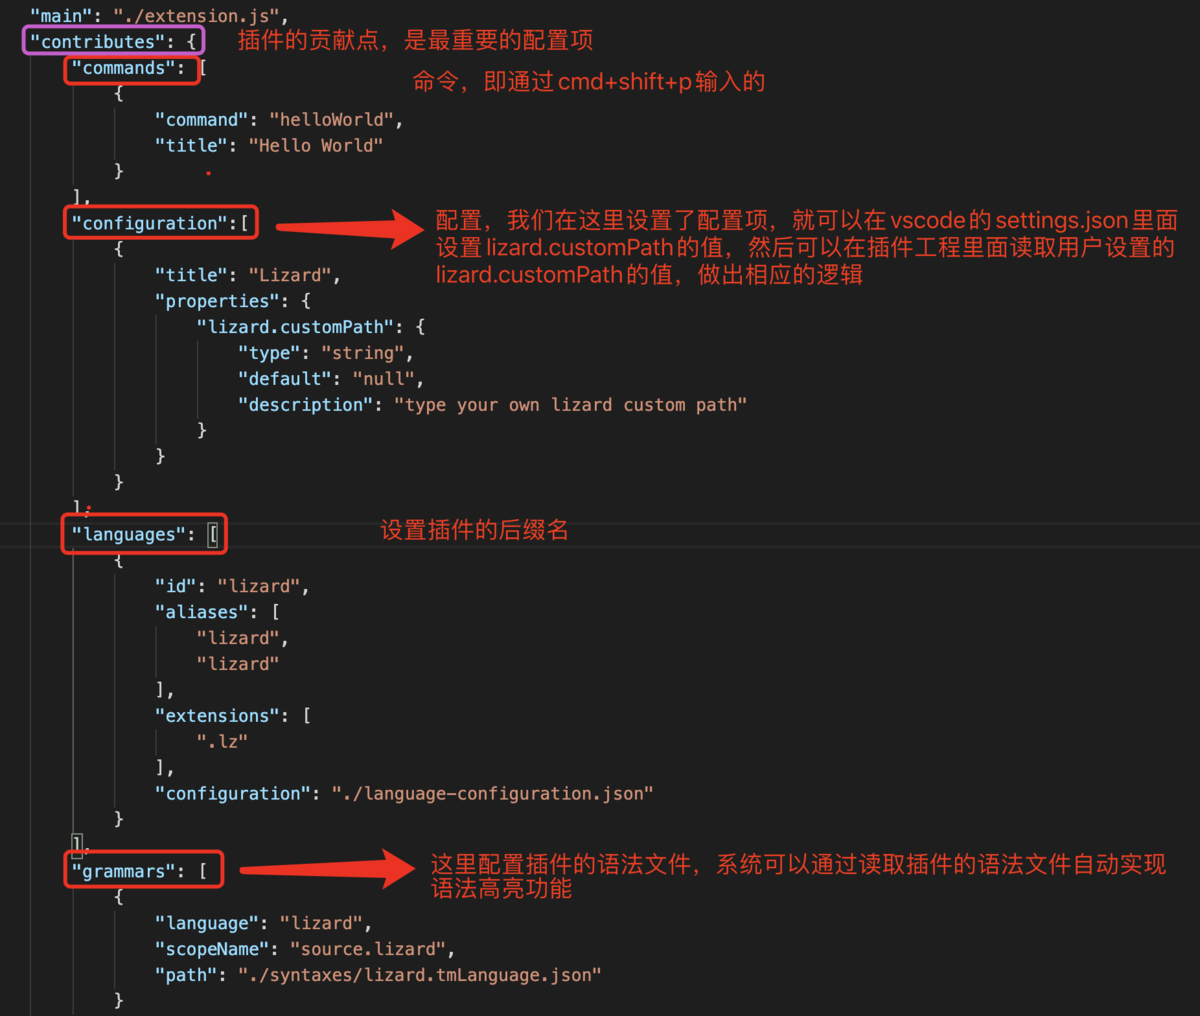 "main": "./extension.js",
"contributes": { 插件的贡献点，是最重要的配置项
"commands": [
命令，即通过cmd+shift+p输入的
{
"command": "helloWorld",
"title": "Hello World"
}
],
"configuration":[ 配置，我们在这里设置了配置项，就可以在vscode的settings.json里面
设置lizard.customPath的值，然后可以在插件工程里面读取用户设置的
lizard.customPath的值，做出相应的逻辑
{
"title": "Lizard",
"properties": {
"lizard.customPath": {
"type": "string",
"default": "null",
"description": "type your own lizard custom path"
}
}
}
],
"languages": [ 设置插件的后缀名
{
"id": "lizard",
"aliases": [
"lizard",
"lizard"
],
"extensions": [
".lz"
],
"configuration": "./language-configuration.json"
}
],
"grammars": [ 这里配置插件的语法文件，系统可以通过读取插件的语法文件自动实现
语法高亮功能
{
"language": "lizard",
"scopeName": "source.lizard",
"path": "./syntaxes/lizard.tmLanguage.json"
}